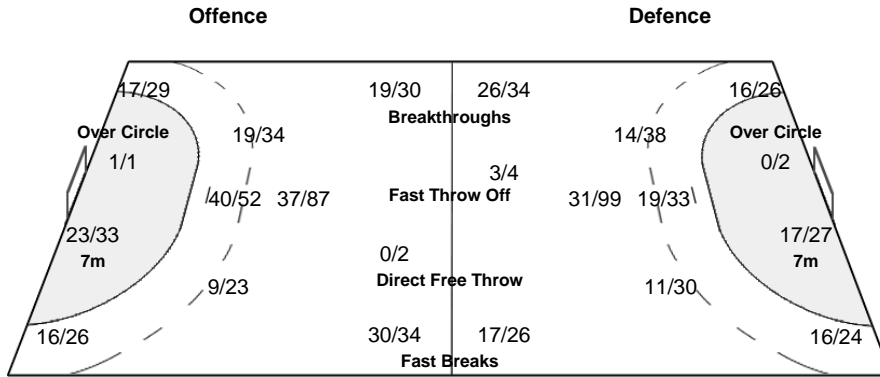 Offence Defence
17/29 19/30 26/34 16/26
Breakthroughs
Over Circle 19/34 14/38 Over Circle
1/1 3/4 0/2
40/52 37/87 Fast Throw Off 31/99 19/33
23/33 17/27
7m 0/2 7m
9/23 Direct Free Throw 11/30
16/26 30/34 17/26 16/24
Fast Breaks